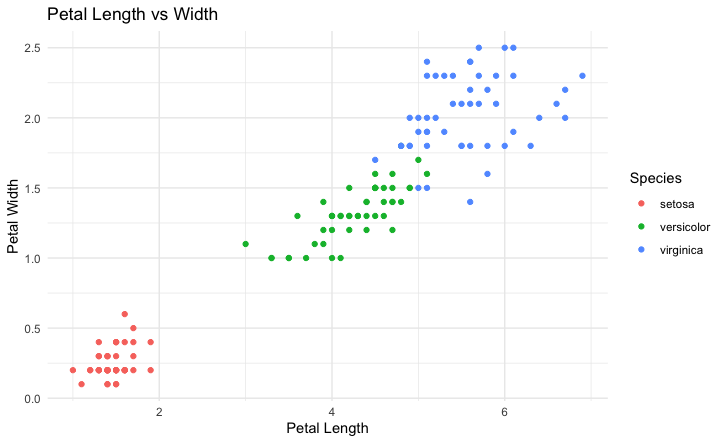 Petal Length vs Width
2.5
2.0
1.5
1.0
0.5
0.0
Petal Width
2
4
6
Petal Length
Species
setosa
versicolor
virginica